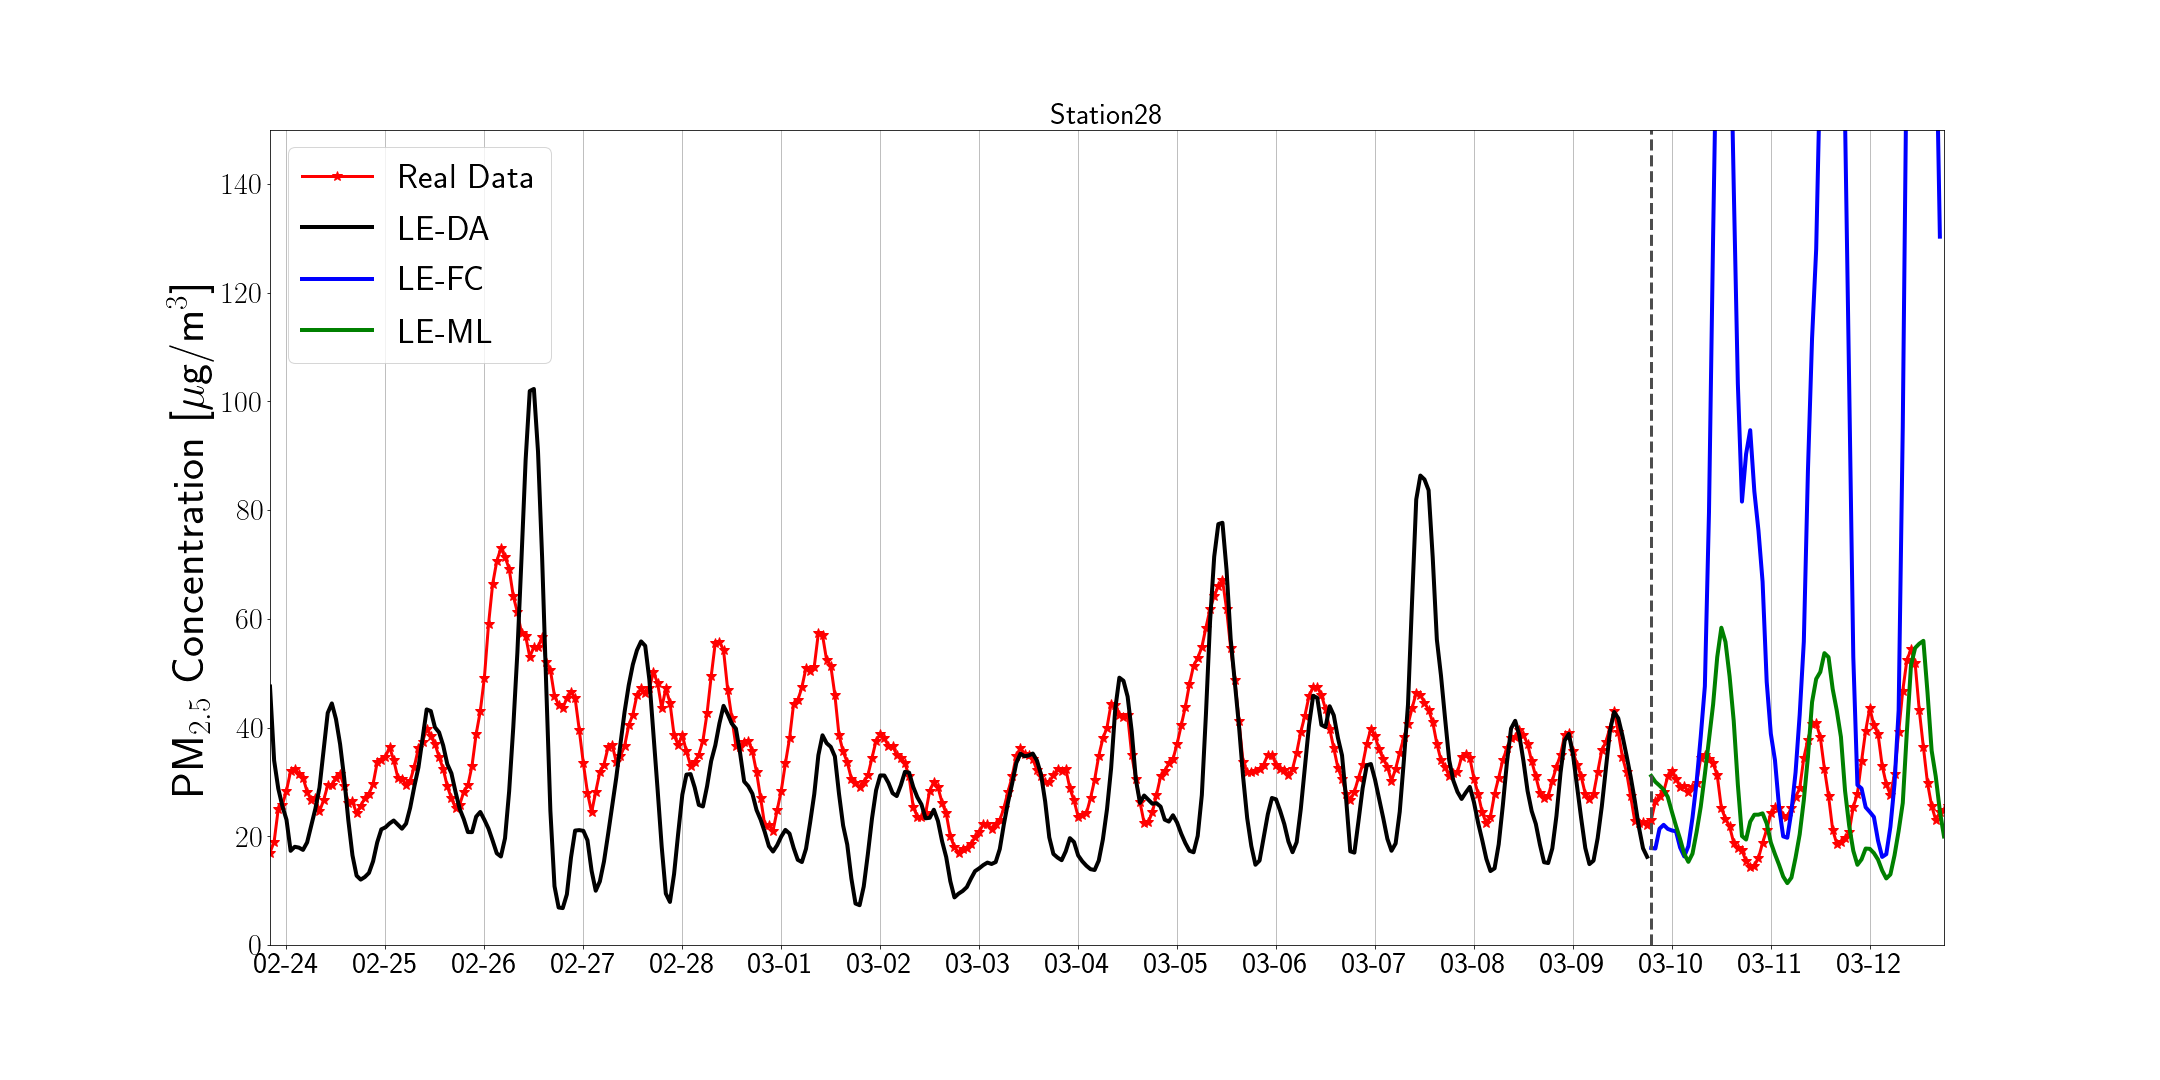 Station28
PM2.5 Concentration [μg/m³]
140
120
100
80
60
40
20
0
Real Data
LE-DA
LE-FC
LE-ML
02-24 02-25 02-26 02-27 02-28 03-01 03-02 03-03 03-04 03-05 03-06 03-07 03-08 03-09 03-10 03-11 03-12